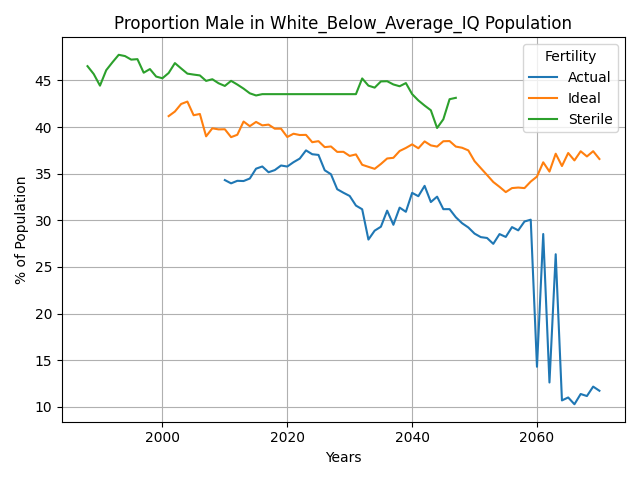 Proportion Male in White_Below_Average_IQ Population
Fertility
Actual
Ideal
Sterile
% of Population
45
40
35
30
25
20
15
10
2000 2020 2040 2060
Years